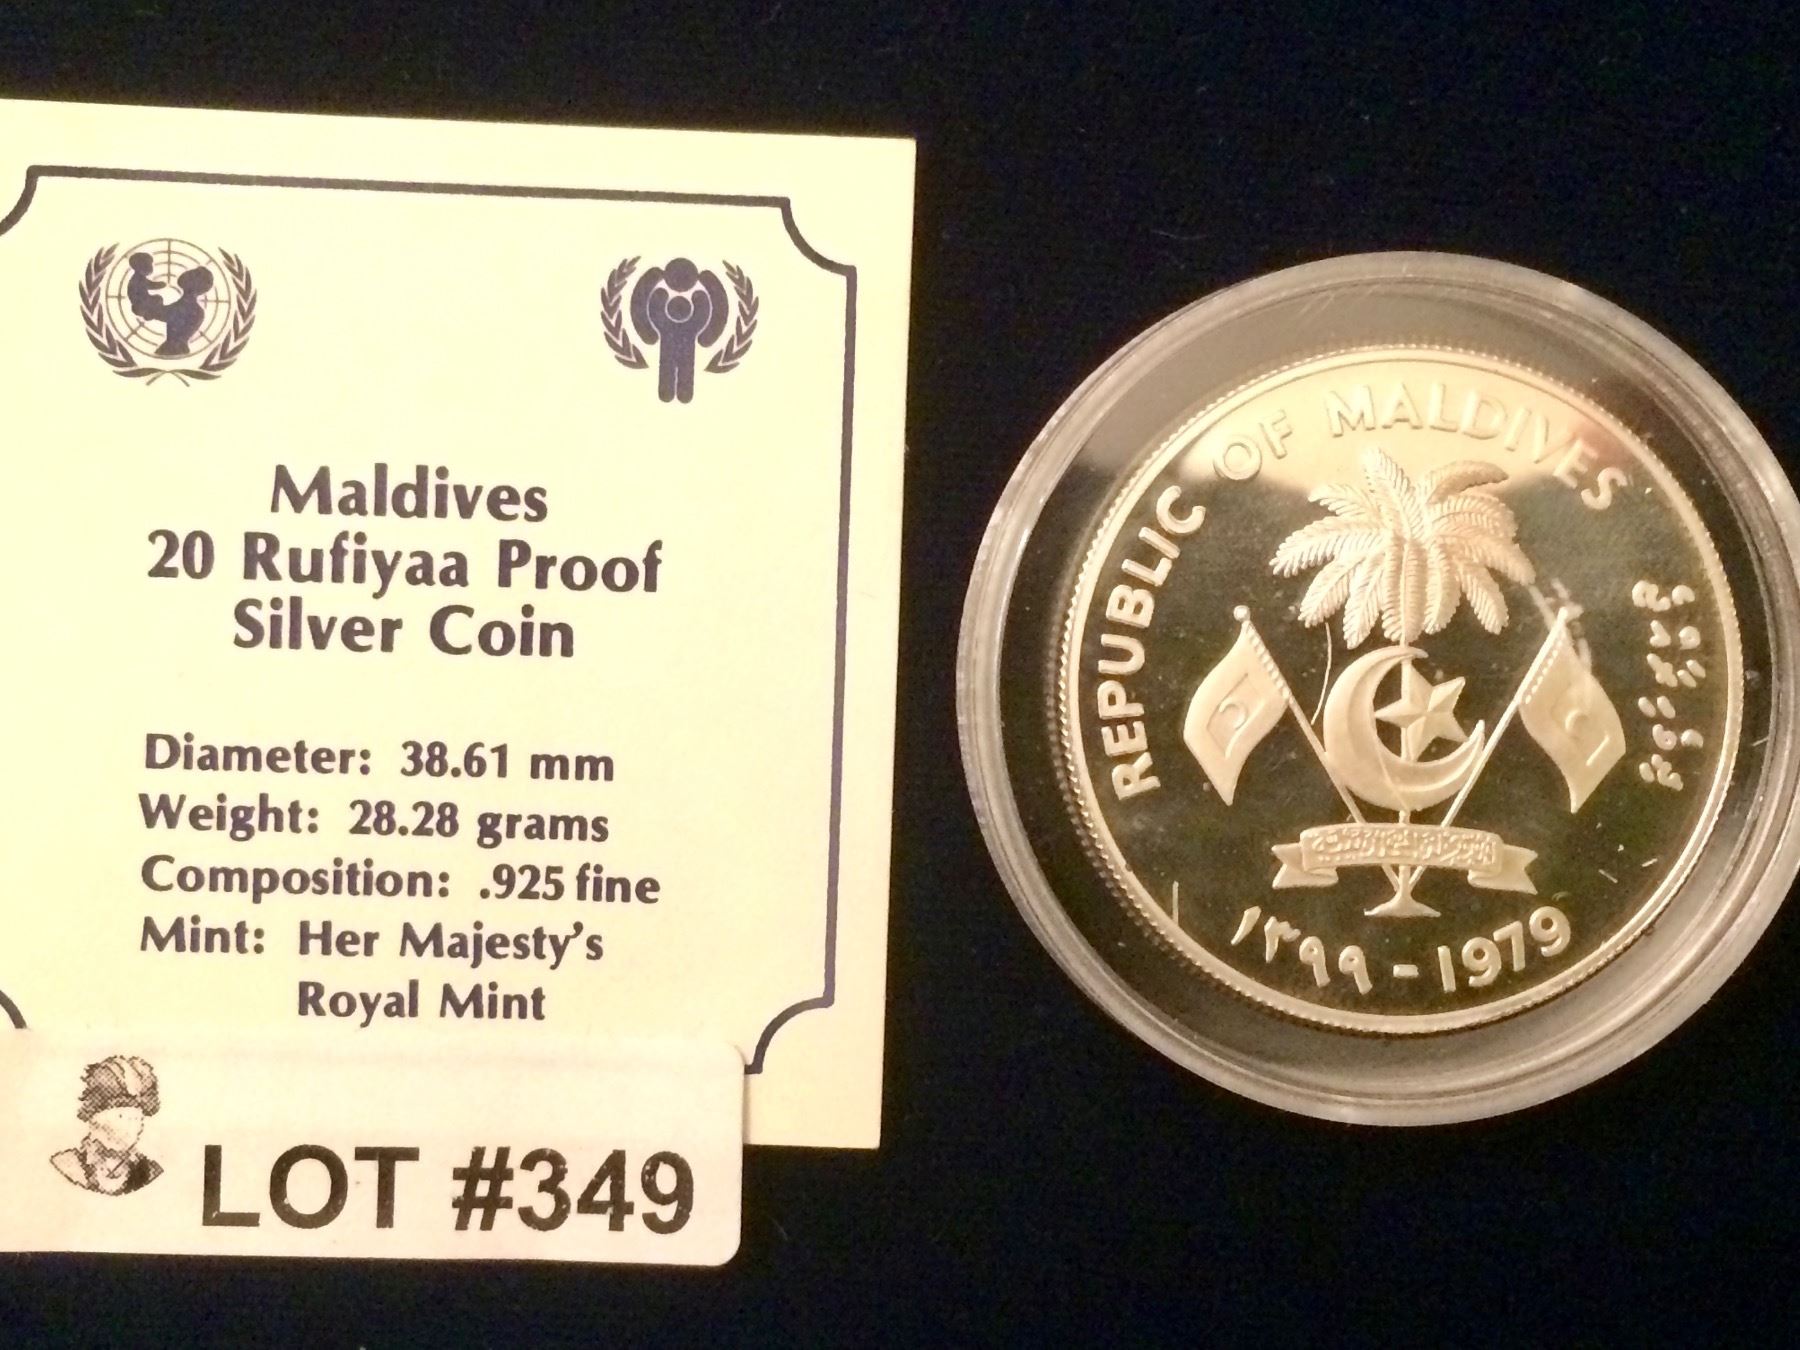 Maldives
20 Rufiyaa Proof
Silver Coin
Diameter: 38.61 mm
Weight: 28.28 grams
Composition: .925 fine
Mint: Her Majesty's
Royal Mint
LOT #349
REPUBLIC OF MALDIVES
١٣٩٩ - 1979